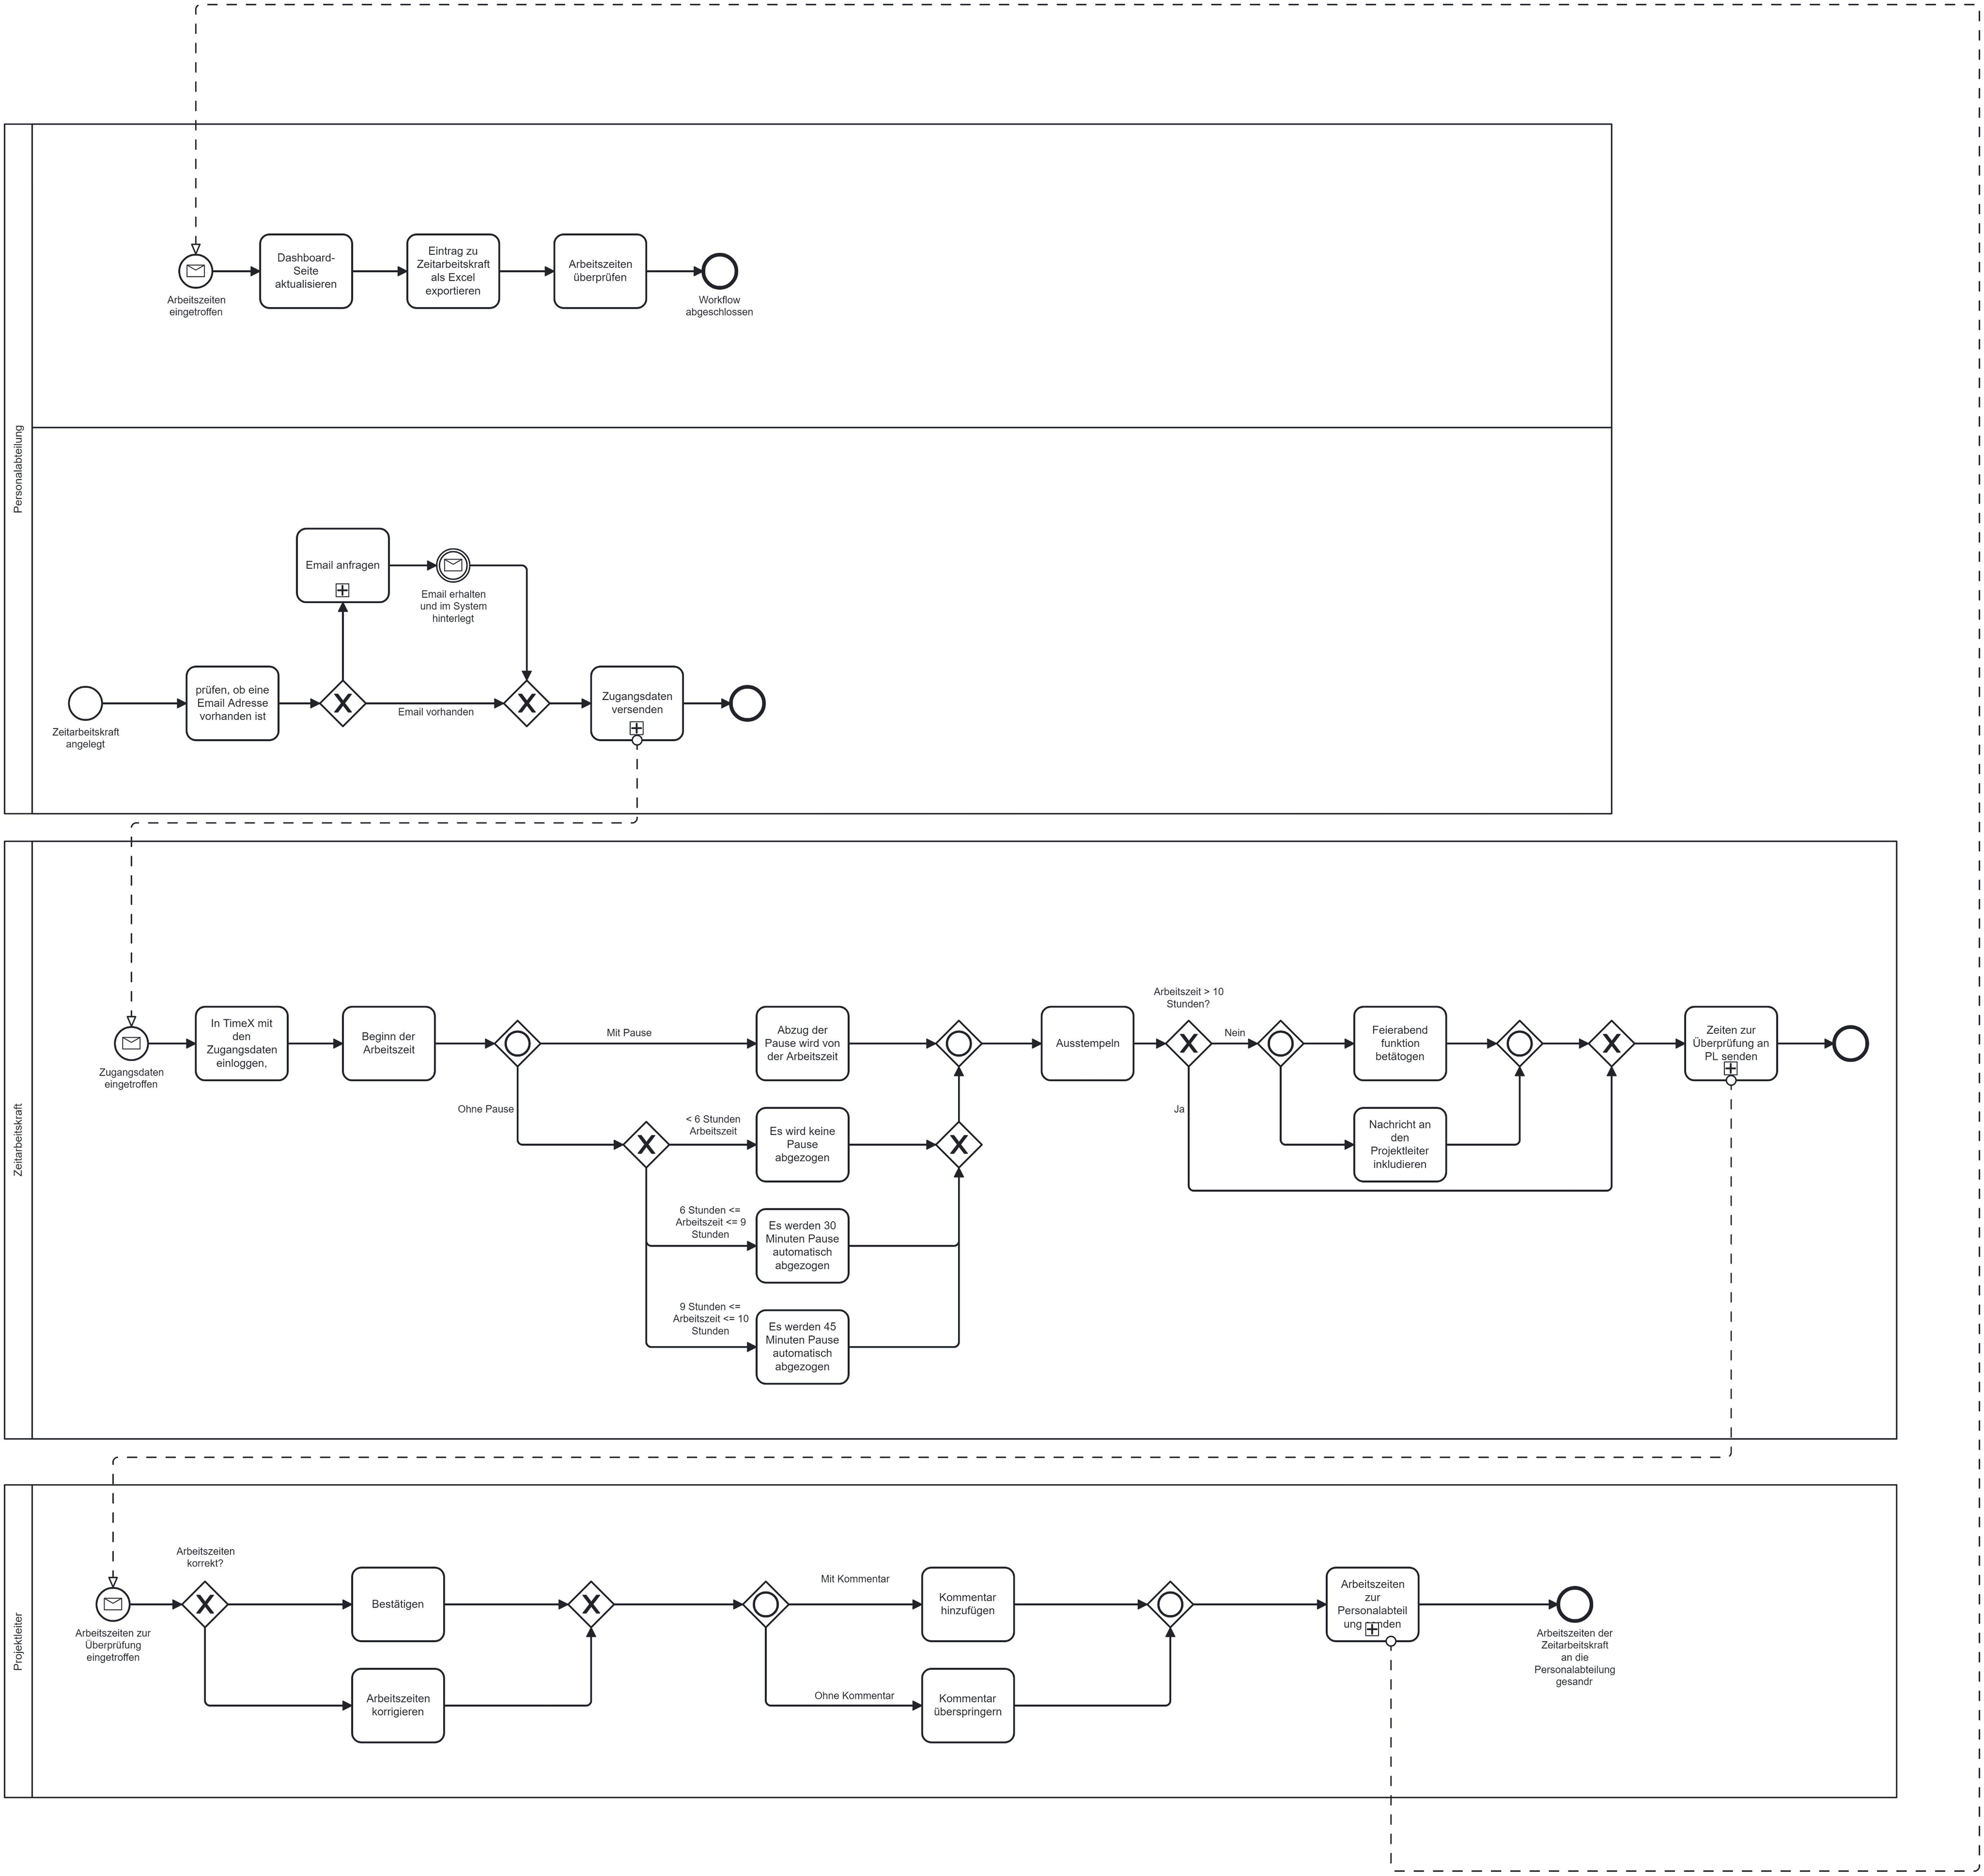 Personalabteilung
Arbeitszeiten
eingetroffen
Dashboard-
Seite
aktualisieren
Eintrag zu
Zeitarbeitskraft
als Excel
exportieren
Arbeitszeiten
überprüfen
Workflow
abgeschlossen
Email anfragen
Email erhalten
und im System
hinterlegt
Zeitarbeitskraft
angelegt
prüfen, ob eine
Email Adresse
vorhanden ist
Email vorhanden
Zugangsdaten
versenden
Zeitarbeitskraft
Zugangsdaten
eingetroffen
In TimeX mit
den
Zugangsdaten
einloggen,
Beginn der
Arbeitszeit
Mit Pause
Ohne Pause
Abzug der
Pause wird von
der Arbeitszeit
< 6 Stunden
Arbeitszeit
Es wird keine
Pause
abgezogen
6 Stunden <=
Arbeitszeit <= 9
Stunden
Es werden 30
Minuten Pause
automatisch
abgezogen
9 Stunden <=
Arbeitszeit <= 10
Stunden
Es werden 45
Minuten Pause
automatisch
abgezogen
Ausstempeln
Arbeitszeit > 10
Stunden?
Nein
Ja
Feierabend
funktion
betätogen
Nachricht an
den
Projektleiter
inkludieren
Zeiten zur
Überprüfung an
PL senden
Projektleiter
Arbeitszeiten zur
Überprüfung
eingetroffen
Arbeitszeiten
korrekt?
Bestätigen
Arbeitszeiten
korrigieren
Mit Kommentar
Ohne Kommentar
Kommentar
hinzufügen
Kommentar
überspringern
Arbeitszeiten
zur
Personalabteil
ung senden
Arbeitszeiten der
Zeitarbeitskraft
an die
Personalabteilung
gesandr